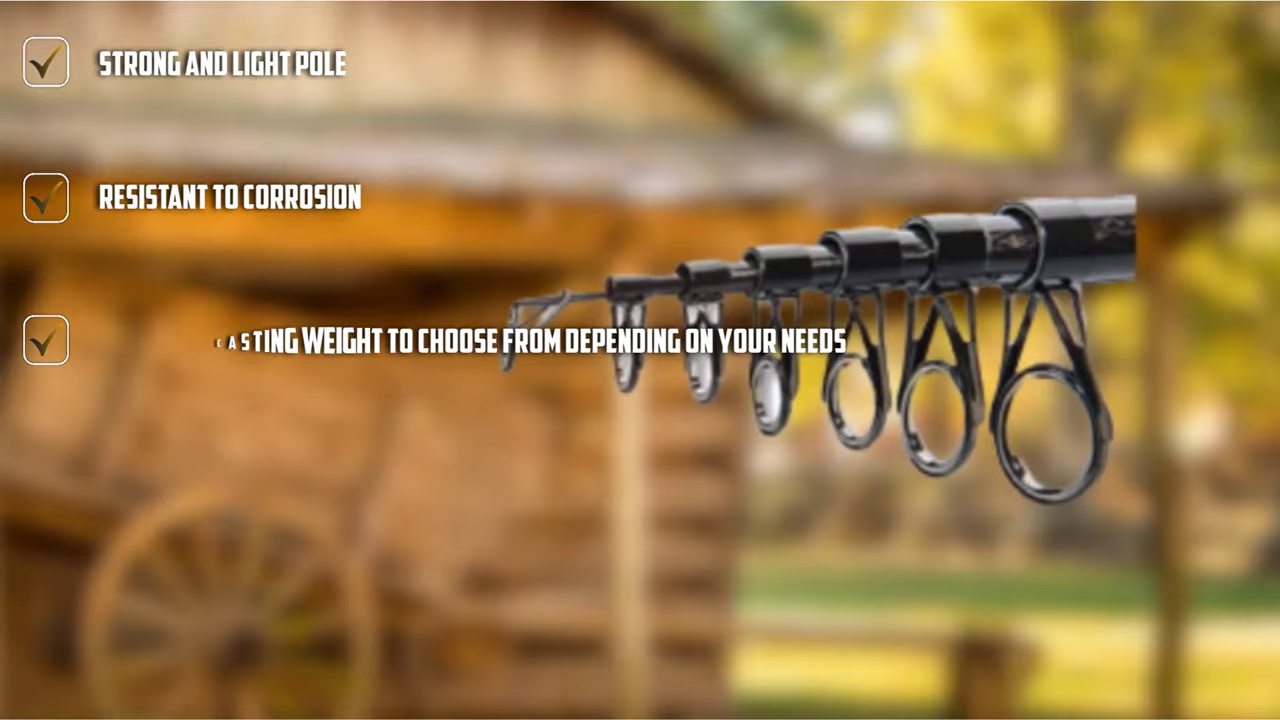 STRONG AND LIGHT POLE
RESISTANT TO CORROSION
CASTING WEIGHT TO CHOOSE FROM DEPENDING ON YOUR NEEDS